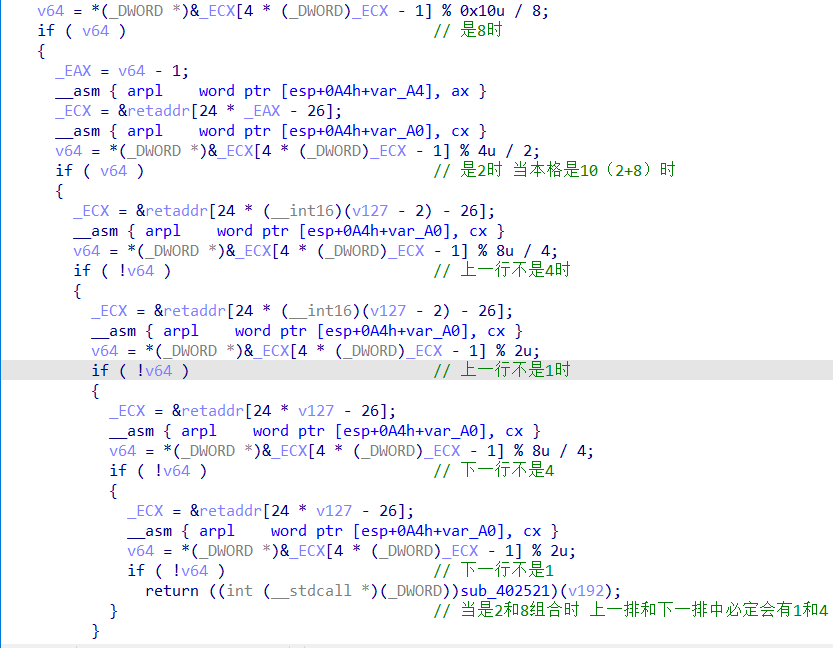 v64 = *(_DWORD *)&_ECX[4 * (_DWORD)_ECX - 1] % 0x10u / 8;
if ( v64 ) // 是8时
{
_EAX = v64 - 1;
__asm { arpl word ptr [esp+0A4h+var_A4], ax }
_ECX = &retaddr[24 * _EAX - 26];
__asm { arpl word ptr [esp+0A4h+var_A0], cx }
v64 = *(_DWORD *)&_ECX[4 * (_DWORD)_ECX - 1] % 4u / 2;
if ( v64 ) // 是2时 当本格是10（2+8）时
{
_ECX = &retaddr[24 * (__int16)(v127 - 2) - 26];
__asm { arpl word ptr [esp+0A4h+var_A0], cx }
v64 = *(_DWORD *)&_ECX[4 * (_DWORD)_ECX - 1] % 8u / 4;
if ( !v64 ) // 上一行不是4时
{
_ECX = &retaddr[24 * (__int16)(v127 - 2) - 26];
__asm { arpl word ptr [esp+0A4h+var_A0], cx }
v64 = *(_DWORD *)&_ECX[4 * (_DWORD)_ECX - 1] % 2u;
if ( !v64 ) // 上一行不是1时
{
_ECX = &retaddr[24 * v127 - 26];
__asm { arpl word ptr [esp+0A4h+var_A0], cx }
v64 = *(_DWORD *)&_ECX[4 * (_DWORD)_ECX - 1] % 8u / 4;
if ( !v64 ) // 下一行不是4
{
_ECX = &retaddr[24 * v127 - 26];
__asm { arpl word ptr [esp+0A4h+var_A0], cx }
v64 = *(_DWORD *)&_ECX[4 * (_DWORD)_ECX - 1] % 2u;
if ( !v64 ) // 下一行不是1
return ((int (__stdcall *)(_DWORD))sub_402521)(v192);
} // 当是2和8组合时 上一排和下一排中必定会有1和4
}